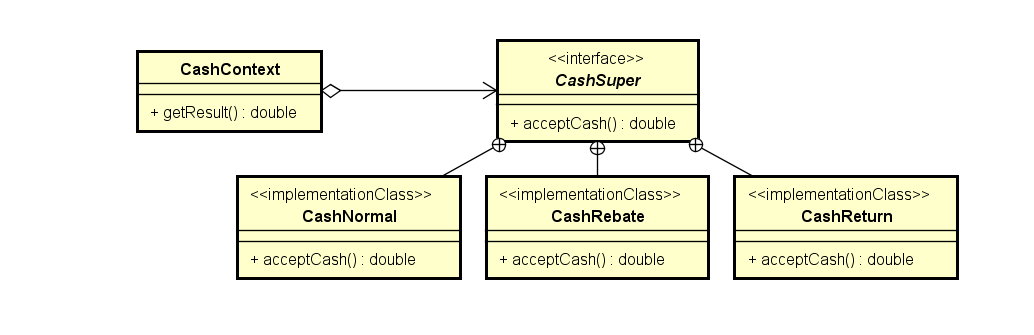 CashContext
+ getResult() : double
<<interface>>
CashSuper
+ acceptCash() : double
<<implementationClass>>
CashNormal
+ acceptCash() : double
<<implementationClass>>
CashRebate
+ acceptCash() : double
<<implementationClass>>
CashReturn
+ acceptCash() : double